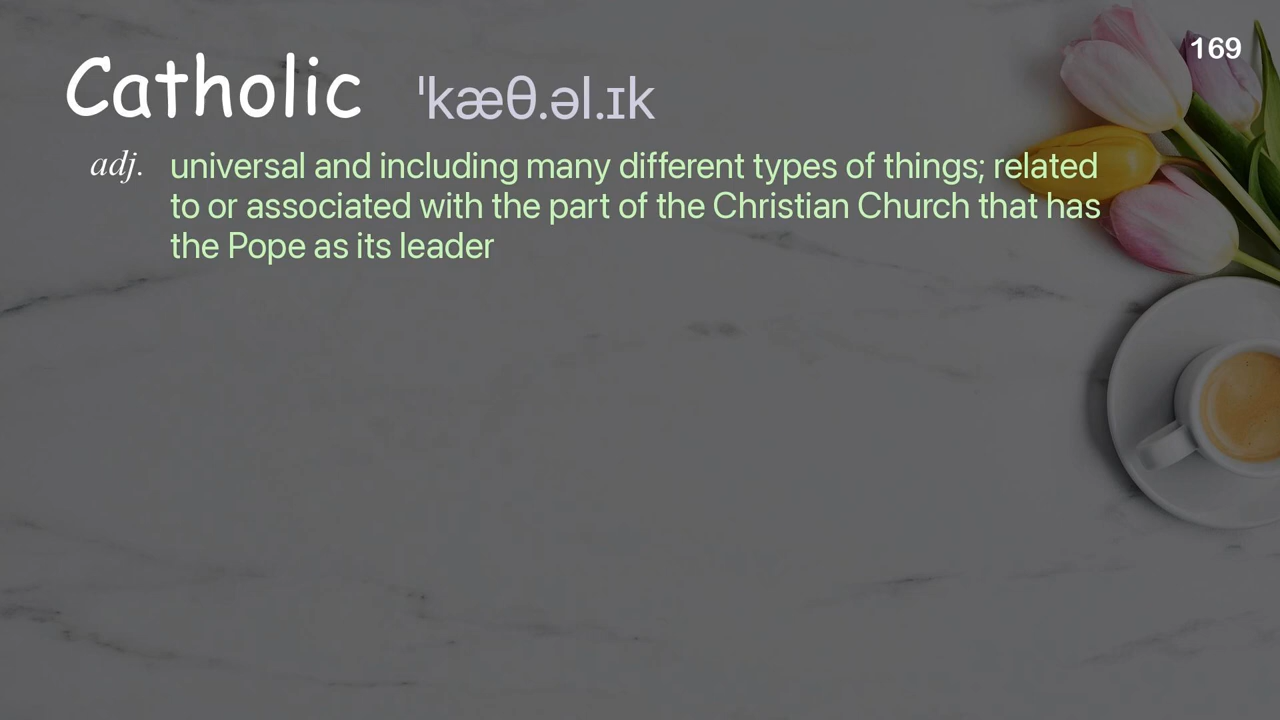 169
Catholic ˈkæθ.əl.ɪk
adj. universal and including many different types of things; related
to or associated with the part of the Christian Church that has
the Pope as its leader